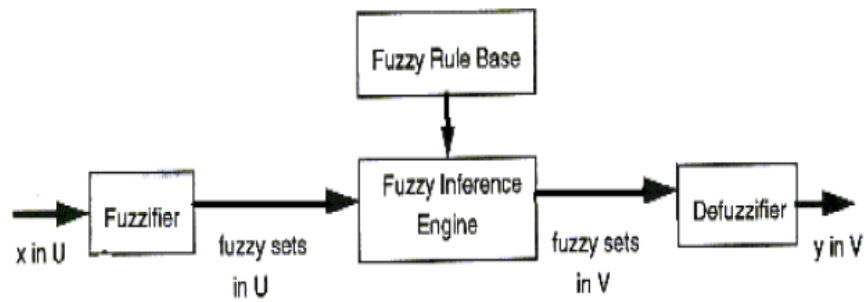 Fuzzy Rule Base
Fuzzifier
Fuzzy Inference
Engine
Defuzzifier
x in U
fuzzy sets
in U
fuzzy sets
in V
y in V